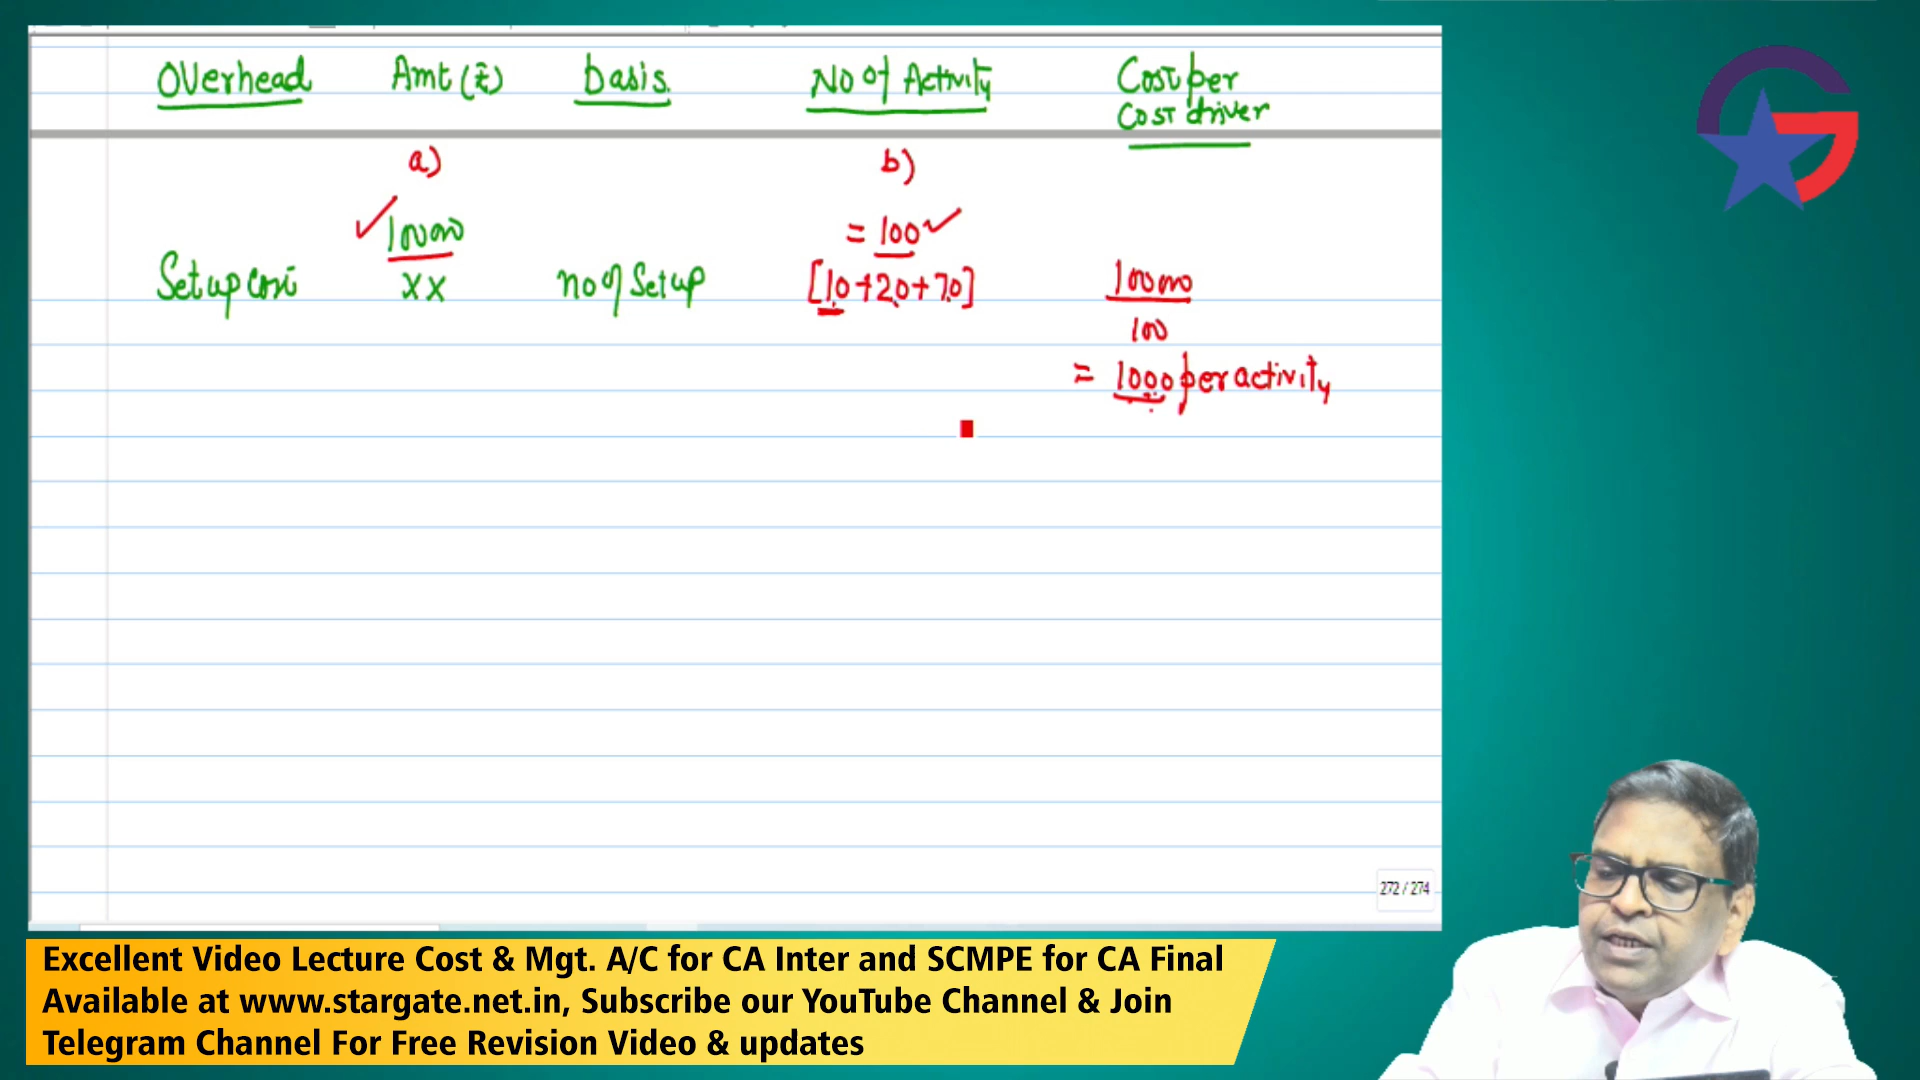 Overhead Amt (₹) basis. No of Activity Cost per cost driver
a) b)
100000 = 100
Setup cost XX no of Setup [10+20+70] 100000
100
= 1000 per activity
272 / 274
Excellent Video Lecture Cost & Mgt. A/C for CA Inter and SCMPE for CA Final
Available at www.stargate.net.in, Subscribe our YouTube Channel & Join
Telegram Channel For Free Revision Video & updates